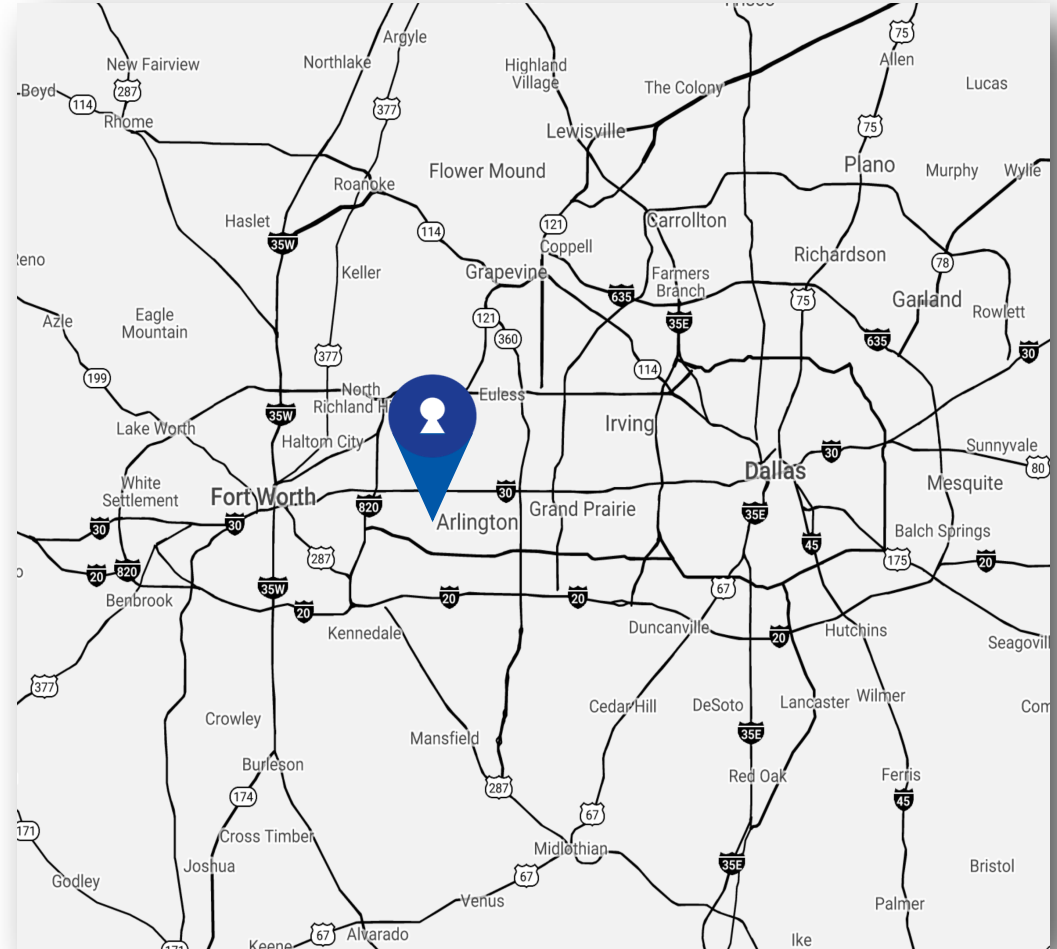 Argyle
75
New Fairview
Northlake
Allen
Highland
Village
Boyd
287
The Colony
Lucas
114
377
Rhome
Lewisville
75
Flower Mound
Plano
Murphy
Wylie
Roanoke
Haslet
121
Carrollton
114
35W
Coppell
Richardson
78
Keller
Grapevine
Farmers
Branch
635
75
Garland
Eagle
Mountain
Azle
121
35E
Rowlett
360
635
377
30
199
114
North
Richland H
Euless
35W
Lake Worth
Irving
Haltom City
30
Sunnyvale
80
Dallas
White
Settlement
Fort Worth
30
Mesquite
820
Grand Prairie
35E
30
30
Arlington
Balch Springs
45
287
175
20
20
820
35W
67
Benbrook
20
20
20
Kennedale
Duncanville
20
Hutchins
Seagovill
377
Cedar Hill
DeSoto
Lancaster
Wilmer
Com
Crowley
Mansfield
35E
Burleson
Red Oak
Ferris
287
174
45
67
171
Cross Timber
Midlothian
35E
Joshua
Bristol
Godley
67
Venus
Palmer
67
Alvarado
Keene
Ike
171